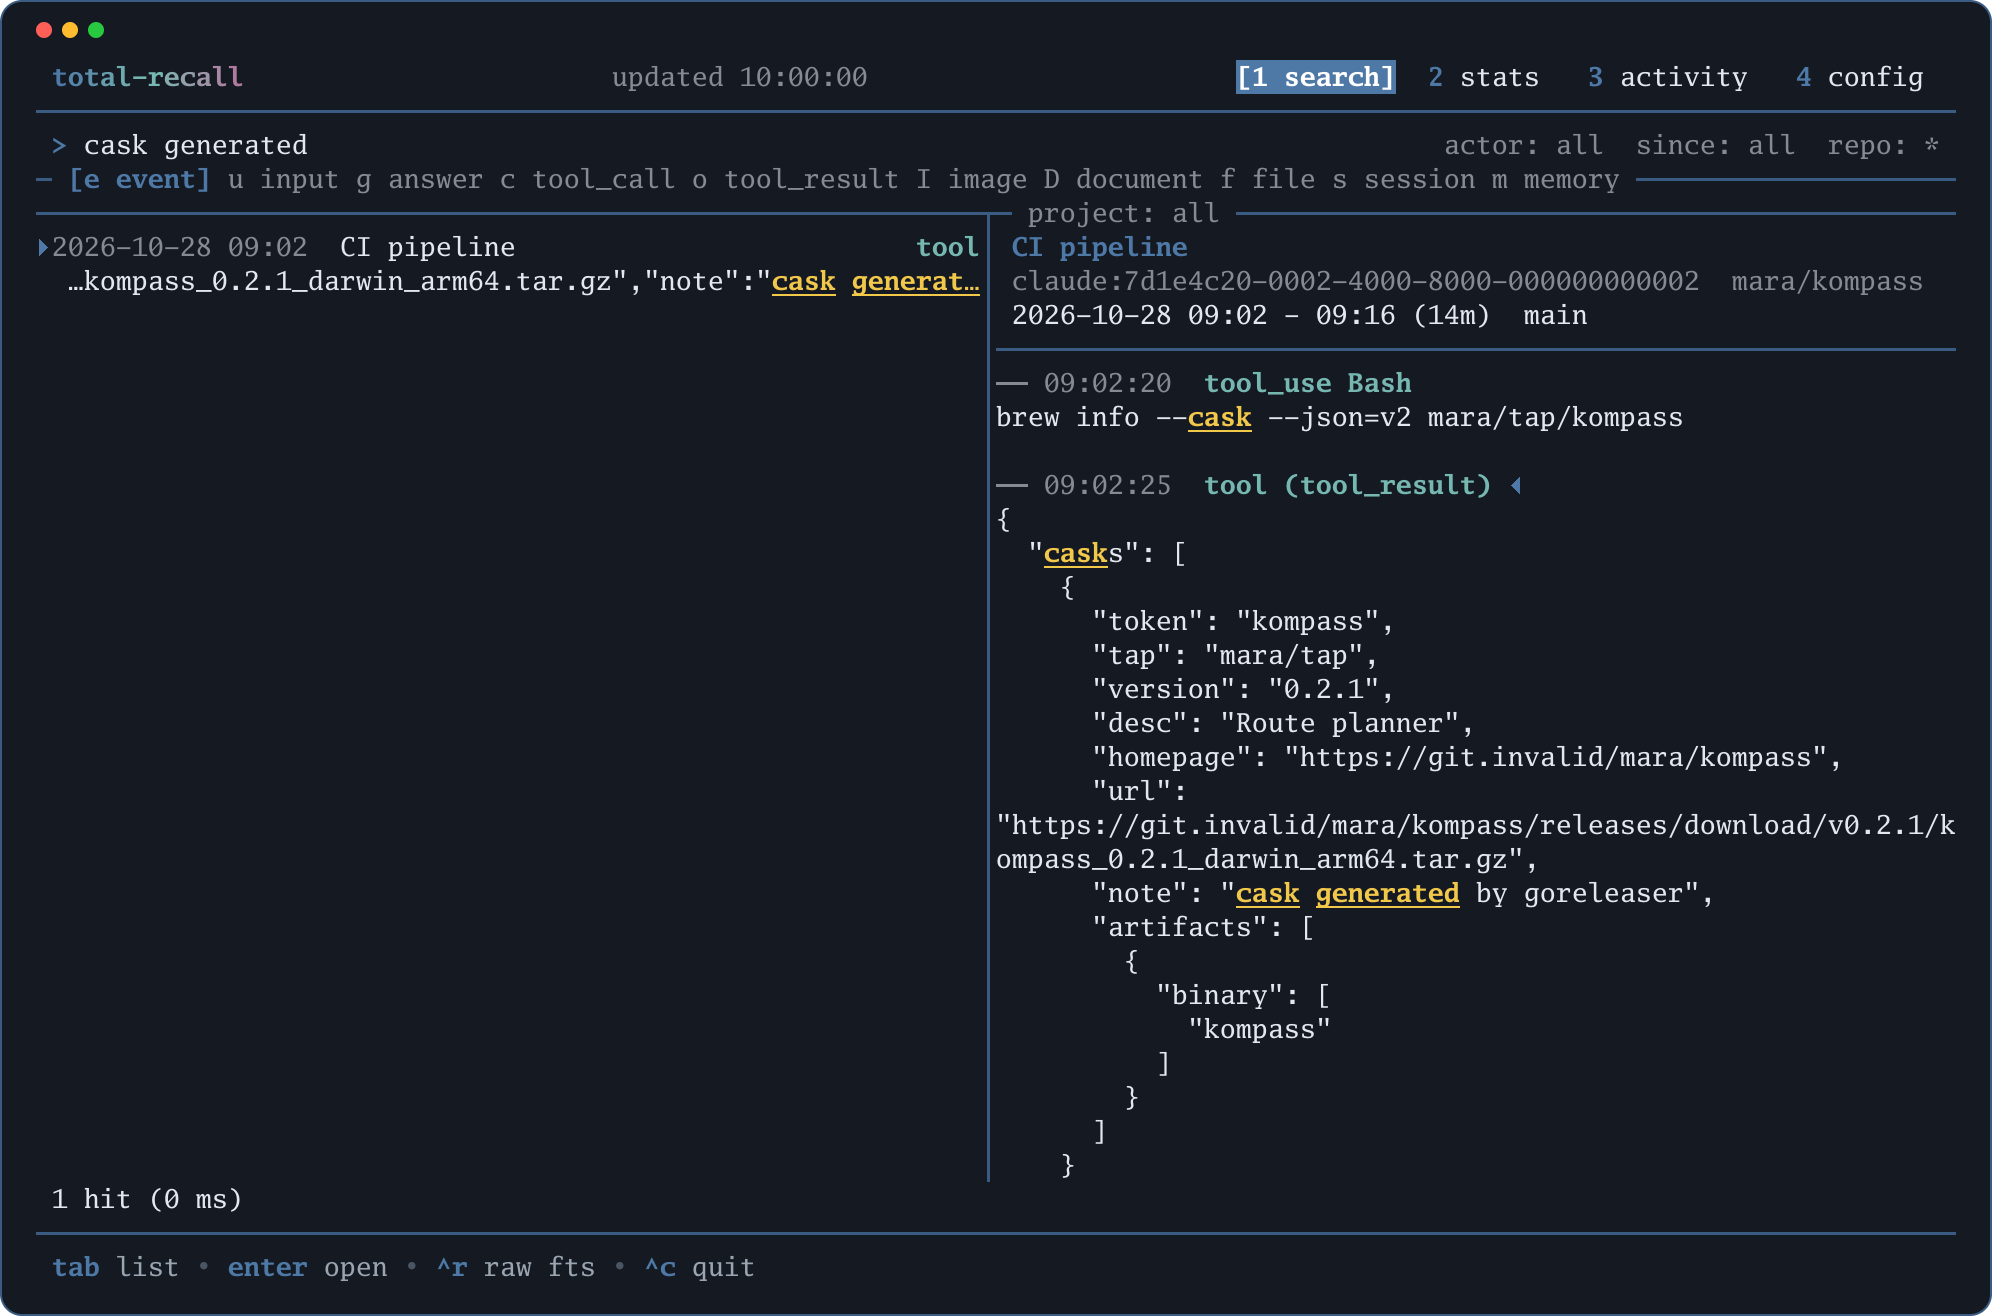 total-recall updated 10:00:00 [1 search] 2 stats 3 activity 4 config
> cask generated actor: all since: all repo: *
[e event] u input g answer c tool_call o tool_result I image D document f file s session m memory
project: all
2026-10-28 09:02 CI pipeline tool
…kompass_0.2.1_darwin_arm64.tar.gz","note":"cask generat…
1 hit (0 ms)
CI pipeline
claude:7d1e4c20-0002-4000-8000-000000000002 mara/kompass
2026-10-28 09:02 - 09:16 (14m) main
09:02:20 tool_use Bash
brew info --cask --json=v2 mara/tap/kompass
09:02:25 tool (tool_result)
{
  "casks": [
    {
      "token": "kompass",
      "tap": "mara/tap",
      "version": "0.2.1",
      "desc": "Route planner",
      "homepage": "https://git.invalid/mara/kompass",
      "url":
"https://git.invalid/mara/kompass/releases/download/v0.2.1/k
ompass_0.2.1_darwin_arm64.tar.gz",
      "note": "cask generated by goreleaser",
      "artifacts": [
        {
          "binary": [
            "kompass"
          ]
        }
      ]
    }
tab list • enter open • ^r raw fts • ^c quit